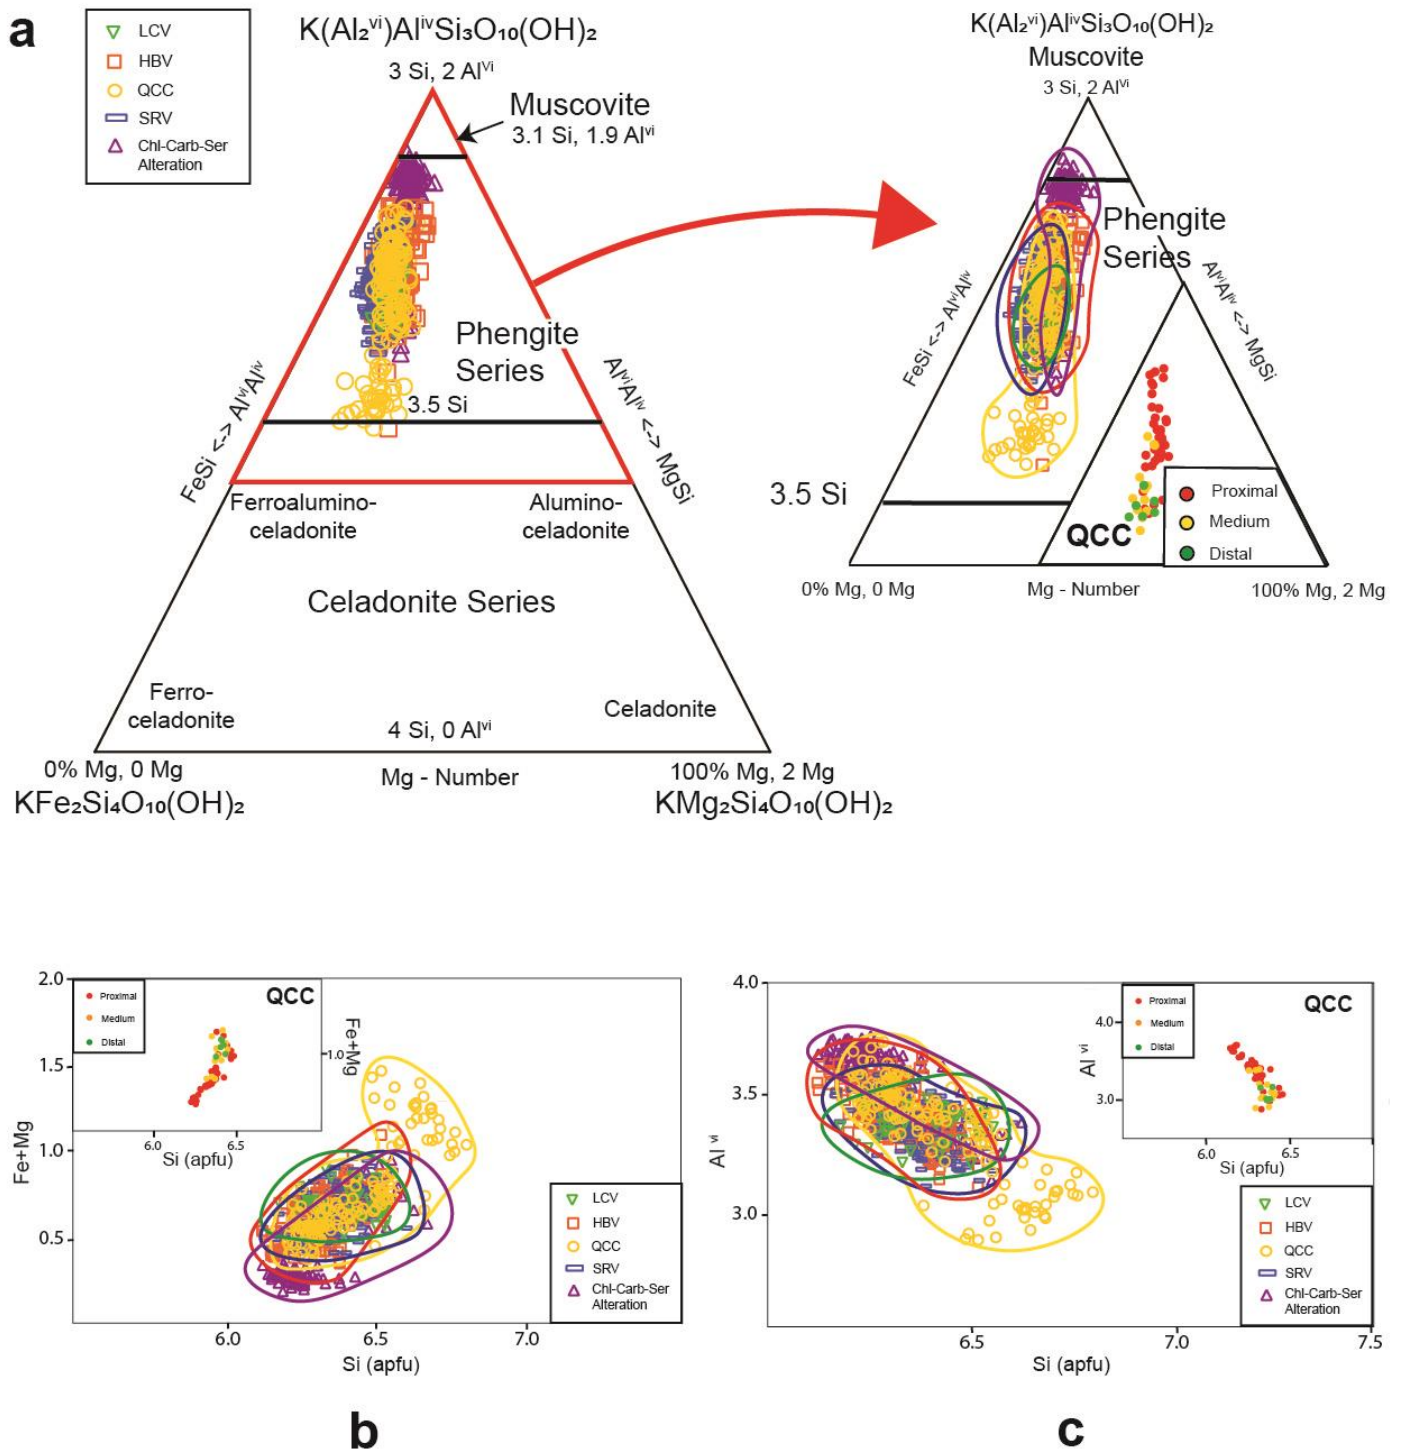 a
LCV
HBV
QCC
SRV
Chl-Carb-Ser
Alteration
K(Al₂ᵛⁱ)AlⁱᵛSi₃O₁₀(OH)₂
3 Si, 2 Alⱽⁱ
Muscovite
3.1 Si, 1.9 Alᵛⁱ
Phengite
Series
3.5 Si
FeSi <-> AlᵛⁱAlⁱᵛ
AlᵛⁱAlⁱᵛ <-> MgSi
Ferroalumino-
celadonite
Alumino-
celadonite
Celadonite Series
Ferro-
celadonite
Celadonite
4 Si, 0 Alᵛⁱ
0% Mg, 0 Mg
Mg - Number
100% Mg, 2 Mg
KFe₂Si₄O₁₀(OH)₂
KMg₂Si₄O₁₀(OH)₂
K(Al₂ᵛⁱ)AlⁱᵛSi₃O₁₀(OH)₂
Muscovite
3 Si, 2 Alⱽⁱ
Phengite
Series
FeSi <-> AlᵛⁱAlⁱᵛ
AlᵛⁱAlⁱᵛ <-> MgSi
3.5 Si
QCC
Proximal
Medium
Distal
0% Mg, 0 Mg
Mg - Number
100% Mg, 2 Mg
2.0
1.5
1.0
0.5
Fe+Mg
Proximal
Medium
Distal
QCC
Fe+Mg
1.0
6.0
6.5
Si (apfu)
LCV
HBV
QCC
SRV
Chl-Carb-Ser
Alteration
6.0
6.5
7.0
Si (apfu)
b
4.0
3.5
3.0
Al ᵛⁱ
Proximal
Medium
Distal
QCC
Al ᵛⁱ
4.0
3.0
6.0
6.5
Si (apfu)
LCV
HBV
QCC
SRV
Chl-Carb-Ser
Alteration
6.5
7.0
7.5
Si (apfu)
c